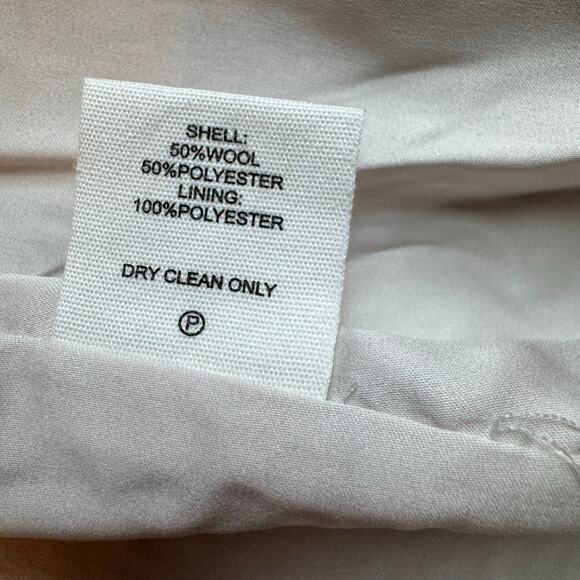 SHELL:
50%WOOL
50%POLYESTER
LINING:
100%POLYESTER
DRY CLEAN ONLY
P